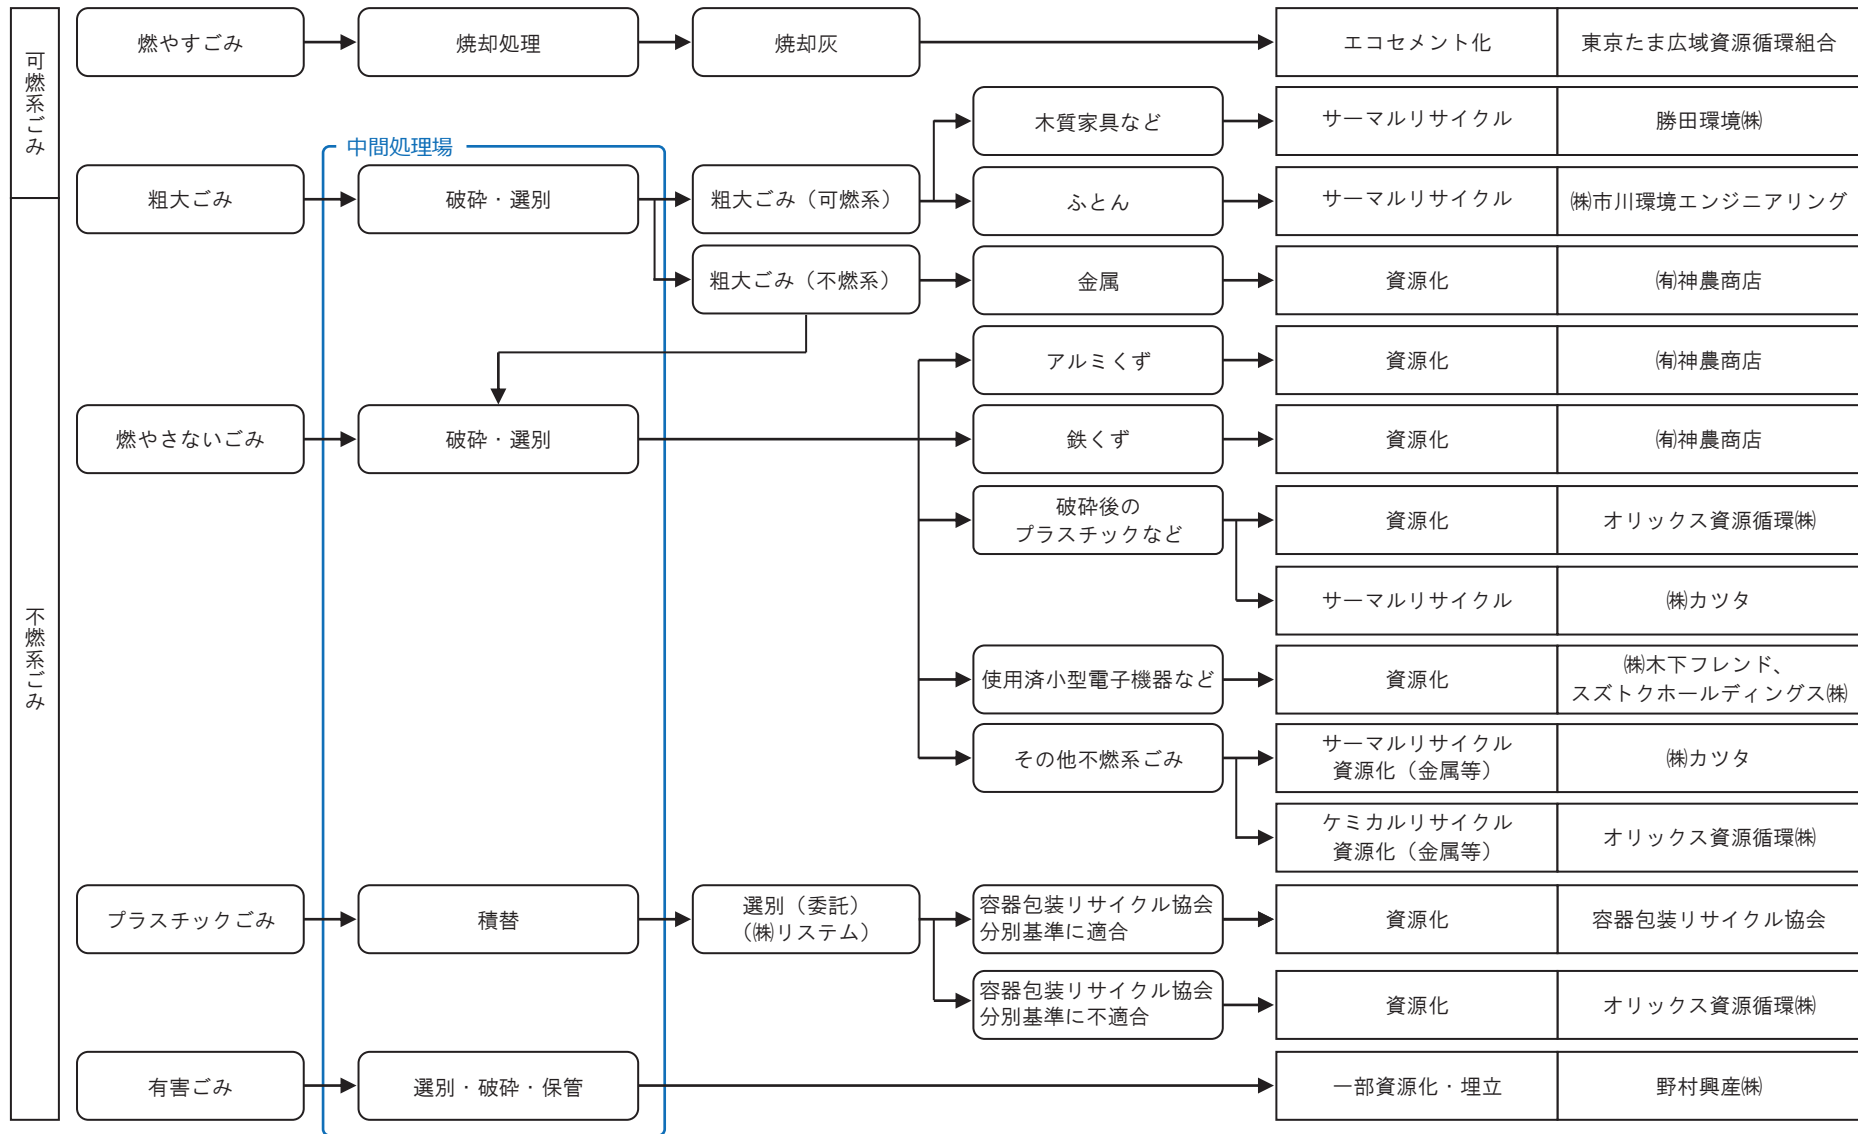 可燃系ごみ
燃やすごみ
焼却処理
焼却灰
エコセメント化
東京たま広域資源循環組合
木質家具など
サーマルリサイクル
勝田環境㈱
中間処理場
粗大ごみ
破砕・選別
粗大ごみ（可燃系）
ふとん
サーマルリサイクル
㈱市川環境エンジニアリング
不燃系ごみ
粗大ごみ（不燃系）
金属
資源化
㈲神農商店
アルミくず
資源化
㈲神農商店
燃やさないごみ
破砕・選別
鉄くず
資源化
㈲神農商店
破砕後の
プラスチックなど
資源化
オリックス資源循環㈱
サーマルリサイクル
㈱カツタ
使用済小型電子機器など
資源化
㈱木下フレンド、
スズトクホールディングス㈱
その他不燃系ごみ
サーマルリサイクル
資源化（金属等）
㈱カツタ
ケミカルリサイクル
資源化（金属等）
オリックス資源循環㈱
プラスチックごみ
積替
選別（委託）
（㈱リステム）
容器包装リサイクル協会
分別基準に適合
資源化
容器包装リサイクル協会
容器包装リサイクル協会
分別基準に不適合
資源化
オリックス資源循環㈱
有害ごみ
選別・破砕・保管
一部資源化・埋立
野村興産㈱